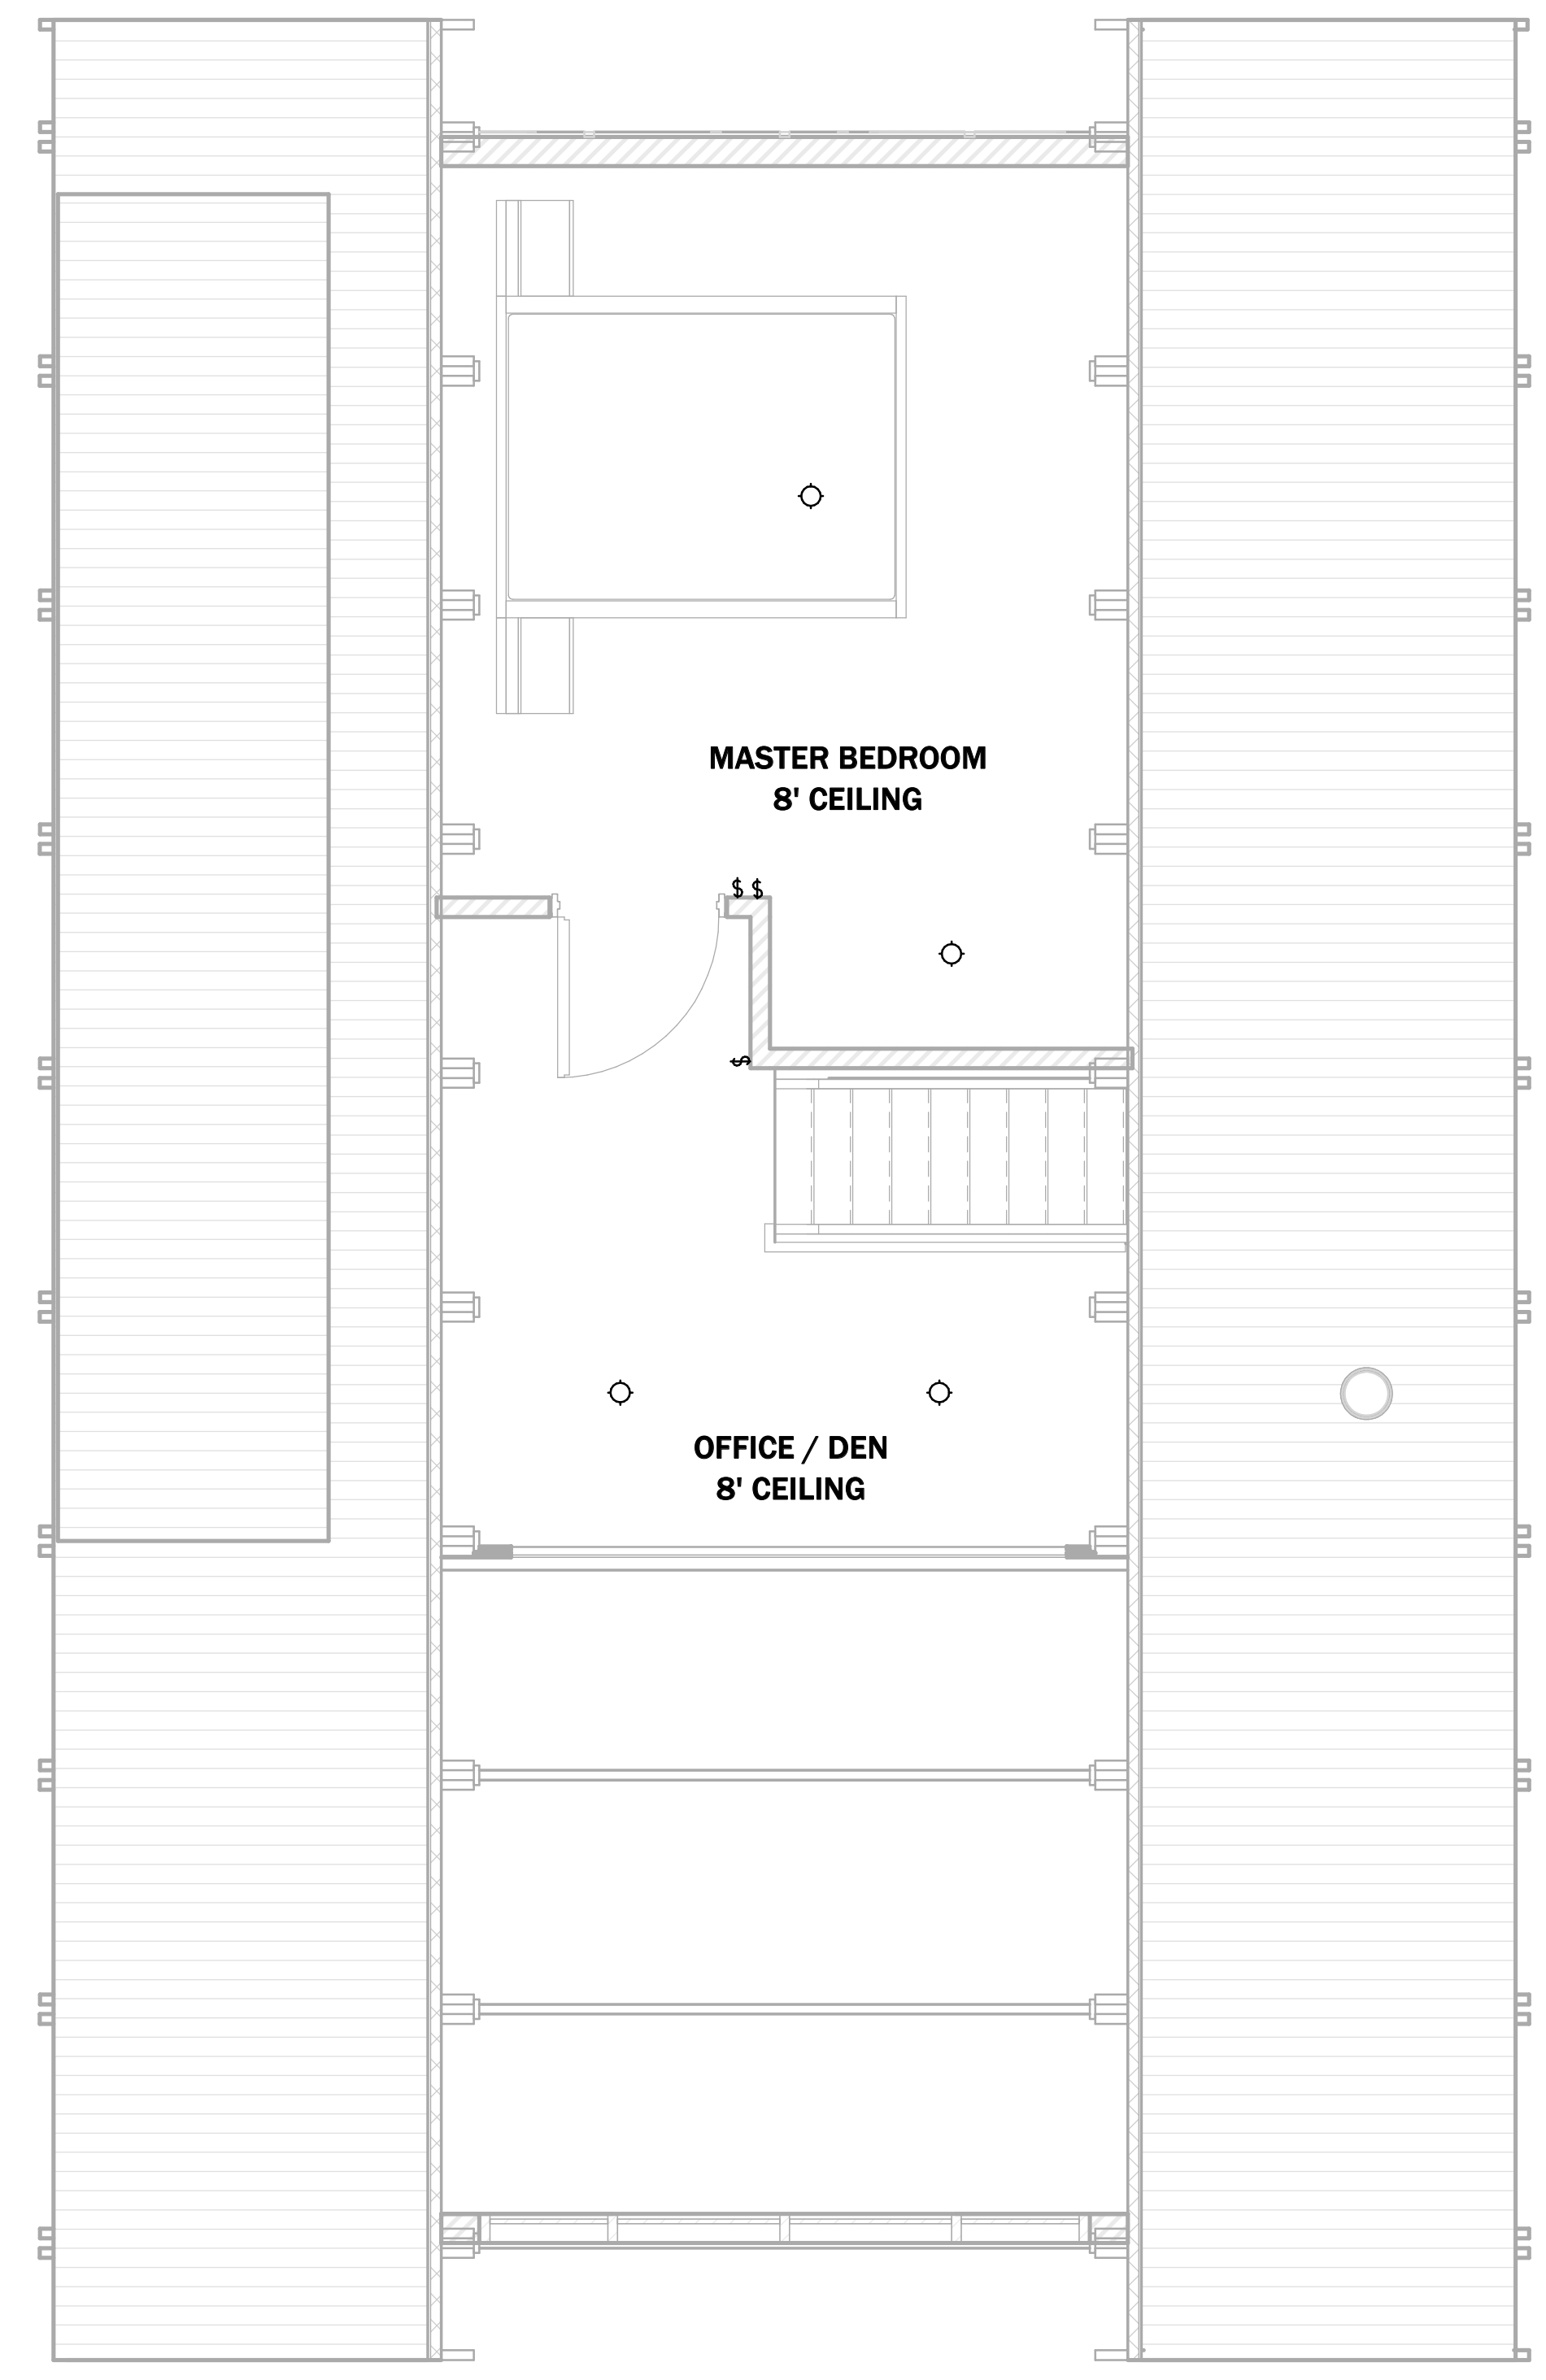 MASTER BEDROOM
8' CEILING
$ $
$
OFFICE / DEN
8' CEILING